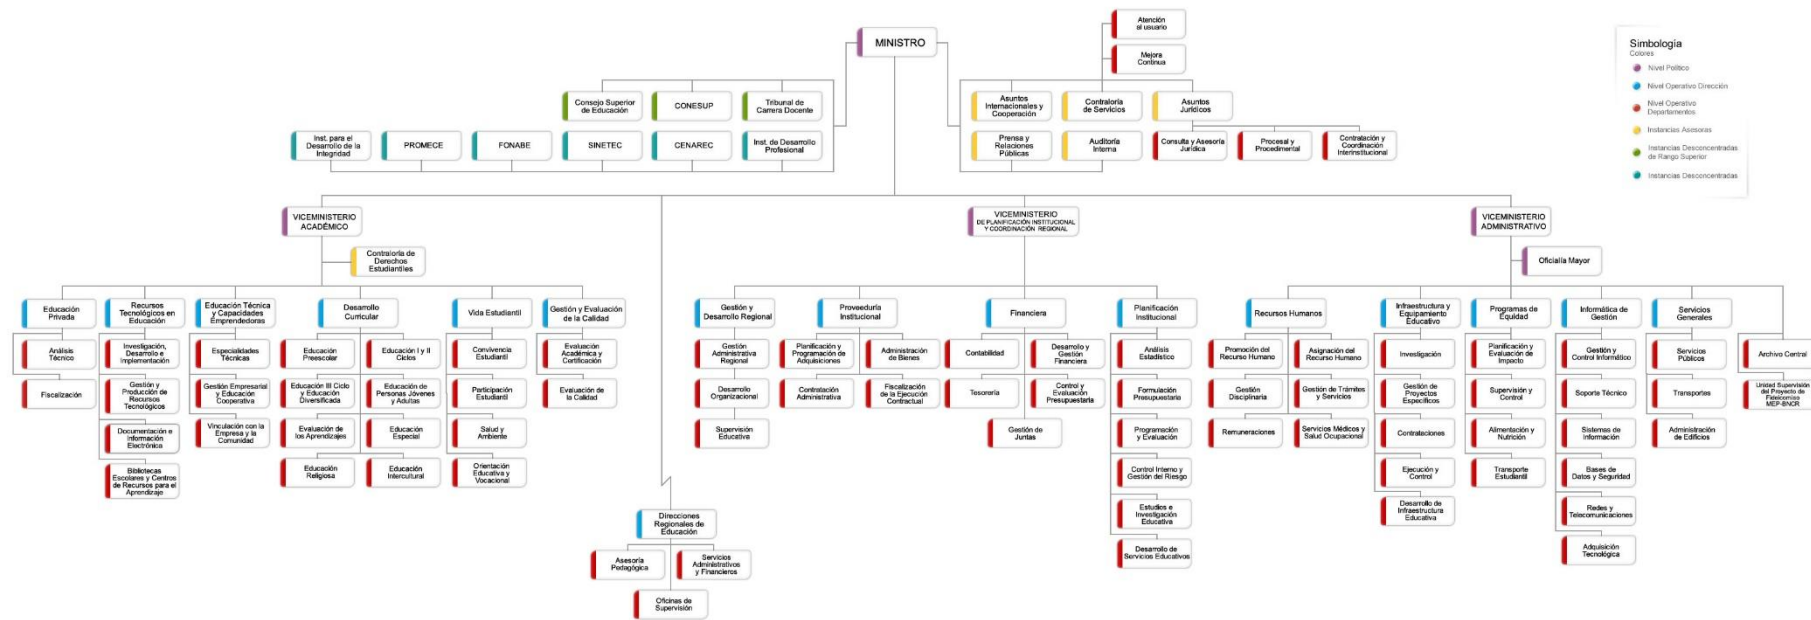 MINISTRO
Atención
al usuario
Mejora
Continua
Simbología
Colores
Nivel Político
Nivel Operativo Dirección
Nivel Operativo
Departamentos
Instancias Asesoras
Instancias Desconcentradas
de Rango Superior
Instancias Desconcentradas
Consejo Superior
de Educación
CONESUP
Tribunal de
Carrera Docente
Inst. para el
Desarrollo de la
Integridad
PROMECE
FONABE
SINETEC
CENAREC
Inst. de Desarrollo
Profesional
Asuntos
Internacionales y
Cooperación
Contraloría
de Servicios
Asuntos
Jurídicos
Prensa y
Relaciones
Públicas
Auditoría
Interna
Consulta y Asesoría
Jurídica
Procesal y
Procedimental
Contratación y
Coordinación
Interinstitucional
VICEMINISTERIO
ACADÉMICO
Contraloría de
Derechos
Estudiantiles
Educación
Privada
Análisis
Técnico
Fiscalización
Recursos
Tecnológicos en
Educación
Investigación,
Desarrollo e
Implementación
Gestión y
Producción de
Recursos
Tecnológicos
Documentación e
Información
Electrónica
Bibliotecas
Escolares y Centros
de Recursos para el
Aprendizaje
Educación Técnica
y Capacidades
Emprendedoras
Especialidades
Técnicas
Gestión Empresarial
y Educación
Cooperativa
Vinculación con la
Empresa y la
Comunidad
Desarrollo
Curricular
Educación
Preescolar
Educación I y II
Ciclos
Educación III Ciclo
y Educación
Diversificada
Educación de
Personas Jóvenes
y Adultas
Evaluación de
los Aprendizajes
Educación
Especial
Educación
Religiosa
Educación
Intercultural
Vida Estudiantil
Convivencia
Estudiantil
Participación
Estudiantil
Salud y
Ambiente
Orientación
Educativa y
Vocacional
Gestión y Evaluación
de la Calidad
Evaluación
Académica y
Certificación
Evaluación de
la Calidad
Direcciones
Regionales de
Educación
Asesoría
Pedagógica
Servicios
Administrativos
y Financieros
Oficinas de
Supervisión
VICEMINISTERIO
DE PLANIFICACIÓN INSTITUCIONAL
Y COORDINACIÓN REGIONAL
Gestión y
Desarrollo Regional
Gestión
Administrativa
Regional
Desarrollo
Organizacional
Supervisión
Educativa
Proveeduría
Institucional
Planificación y
Programación de
Adquisiciones
Administración
de Bienes
Contratación
Administrativa
Fiscalización
de la Ejecución
Contractual
Financiera
Contabilidad
Desarrollo y
Gestión
Financiera
Tesorería
Control y
Evaluación
Presupuestaria
Gestión de
Juntas
Planificación
Institucional
Análisis
Estadístico
Formulación
Presupuestaria
Programación
y Evaluación
Control Interno y
Gestión del Riesgo
Estudios e
Investigación
Educativa
Desarrollo de
Servicios Educativos
VICEMINISTERIO
ADMINISTRATIVO
Oficialía Mayor
Recursos Humanos
Promoción del
Recurso Humano
Asignación del
Recurso Humano
Gestión
Disciplinaria
Gestión de Trámites
y Servicios
Remuneraciones
Servicios Médicos y
Salud Ocupacional
Infraestructura y
Equipamiento
Educativo
Investigación
Gestión de
Proyectos
Específicos
Contrataciones
Ejecución y
Control
Desarrollo de
Infraestructura
Educativa
Programas de
Equidad
Planificación y
Evaluación de
Impacto
Supervisión y
Control
Alimentación y
Nutrición
Transporte
Estudiantil
Informática de
Gestión
Gestión y
Control Informático
Soporte Técnico
Sistemas de
Información
Bases de
Datos y Seguridad
Redes y
Telecomunicaciones
Adquisición
Tecnológica
Servicios
Generales
Servicios
Públicos
Transportes
Administración
de Edificios
Archivo Central
Unidad Supervisión
del Proyecto de
Fideicomiso
MEP-BNCR